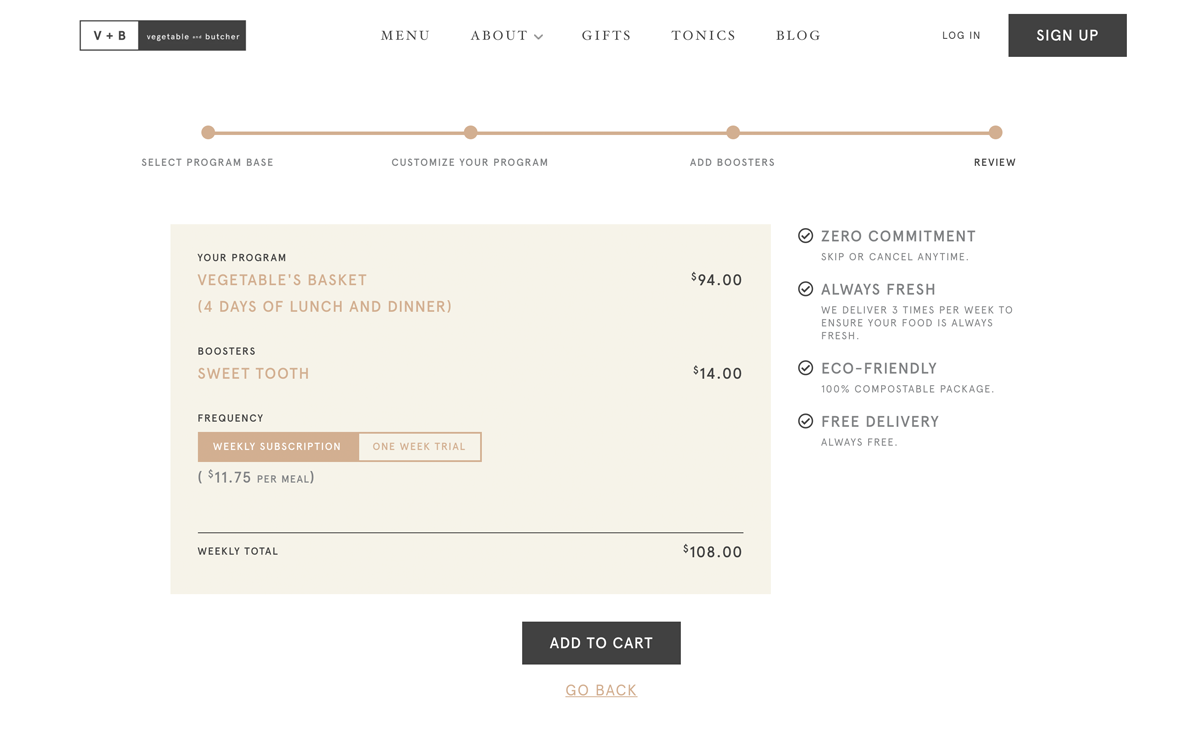 V + B vegetable and butcher
MENU ABOUT GIFTS TONICS BLOG LOG IN SIGN UP
SELECT PROGRAM BASE CUSTOMIZE YOUR PROGRAM ADD BOOSTERS REVIEW
YOUR PROGRAM
VEGETABLE'S BASKET $94.00
(4 DAYS OF LUNCH AND DINNER)
BOOSTERS
SWEET TOOTH $14.00
FREQUENCY
WEEKLY SUBSCRIPTION ONE WEEK TRIAL
( $11.75 PER MEAL)
WEEKLY TOTAL $108.00
ZERO COMMITMENT
SKIP OR CANCEL ANYTIME.
ALWAYS FRESH
WE DELIVER 3 TIMES PER WEEK TO
ENSURE YOUR FOOD IS ALWAYS
FRESH.
ECO-FRIENDLY
100% COMPOSTABLE PACKAGE.
FREE DELIVERY
ALWAYS FREE.
ADD TO CART
GO BACK